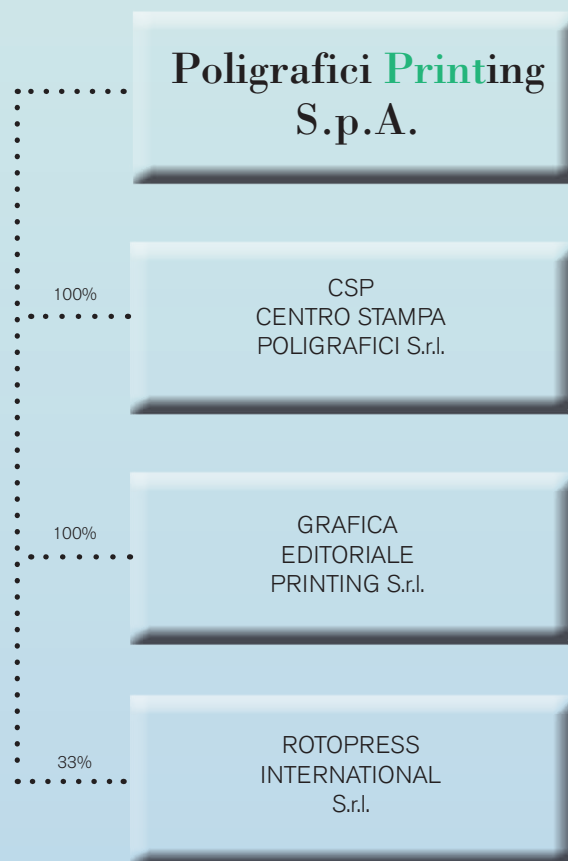 Poligrafici Printing
S.p.A.
100%
CSP
CENTRO STAMPA
POLIGRAFICI S.r.l.
100%
GRAFICA
EDITORIALE
PRINTING S.r.l.
33%
ROTOPRESS
INTERNATIONAL
S.r.l.